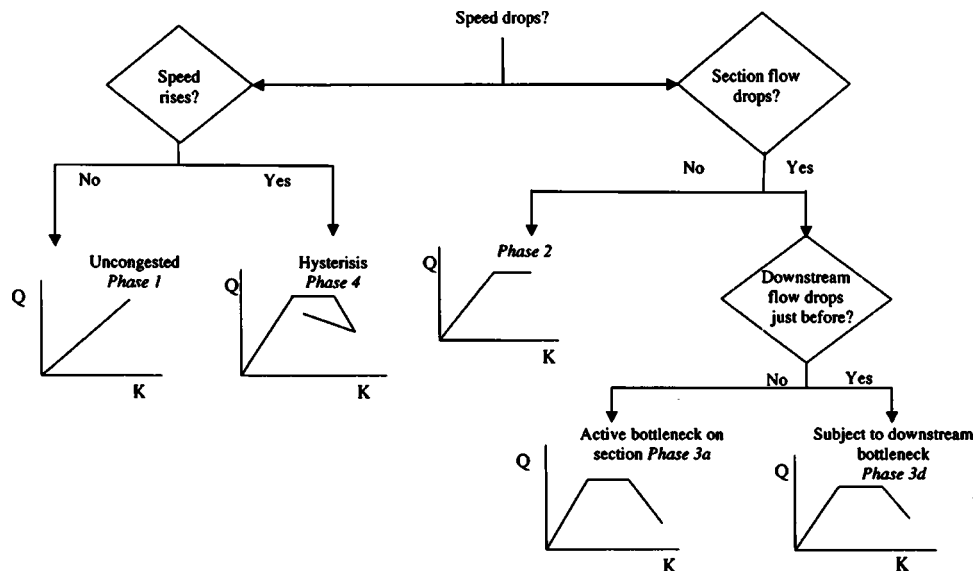 Speed drops?
Speed
rises?
Section flow
drops?
No
Yes
No
Yes
Uncongested
Phase 1
Q
K
Hysterisis
Phase 4
Q
K
Phase 2
Q
K
Downstream
flow drops
just before?
No
Yes
Active bottleneck on
section Phase 3a
Q
K
Subject to downstream
bottleneck
Phase 3d
Q
K